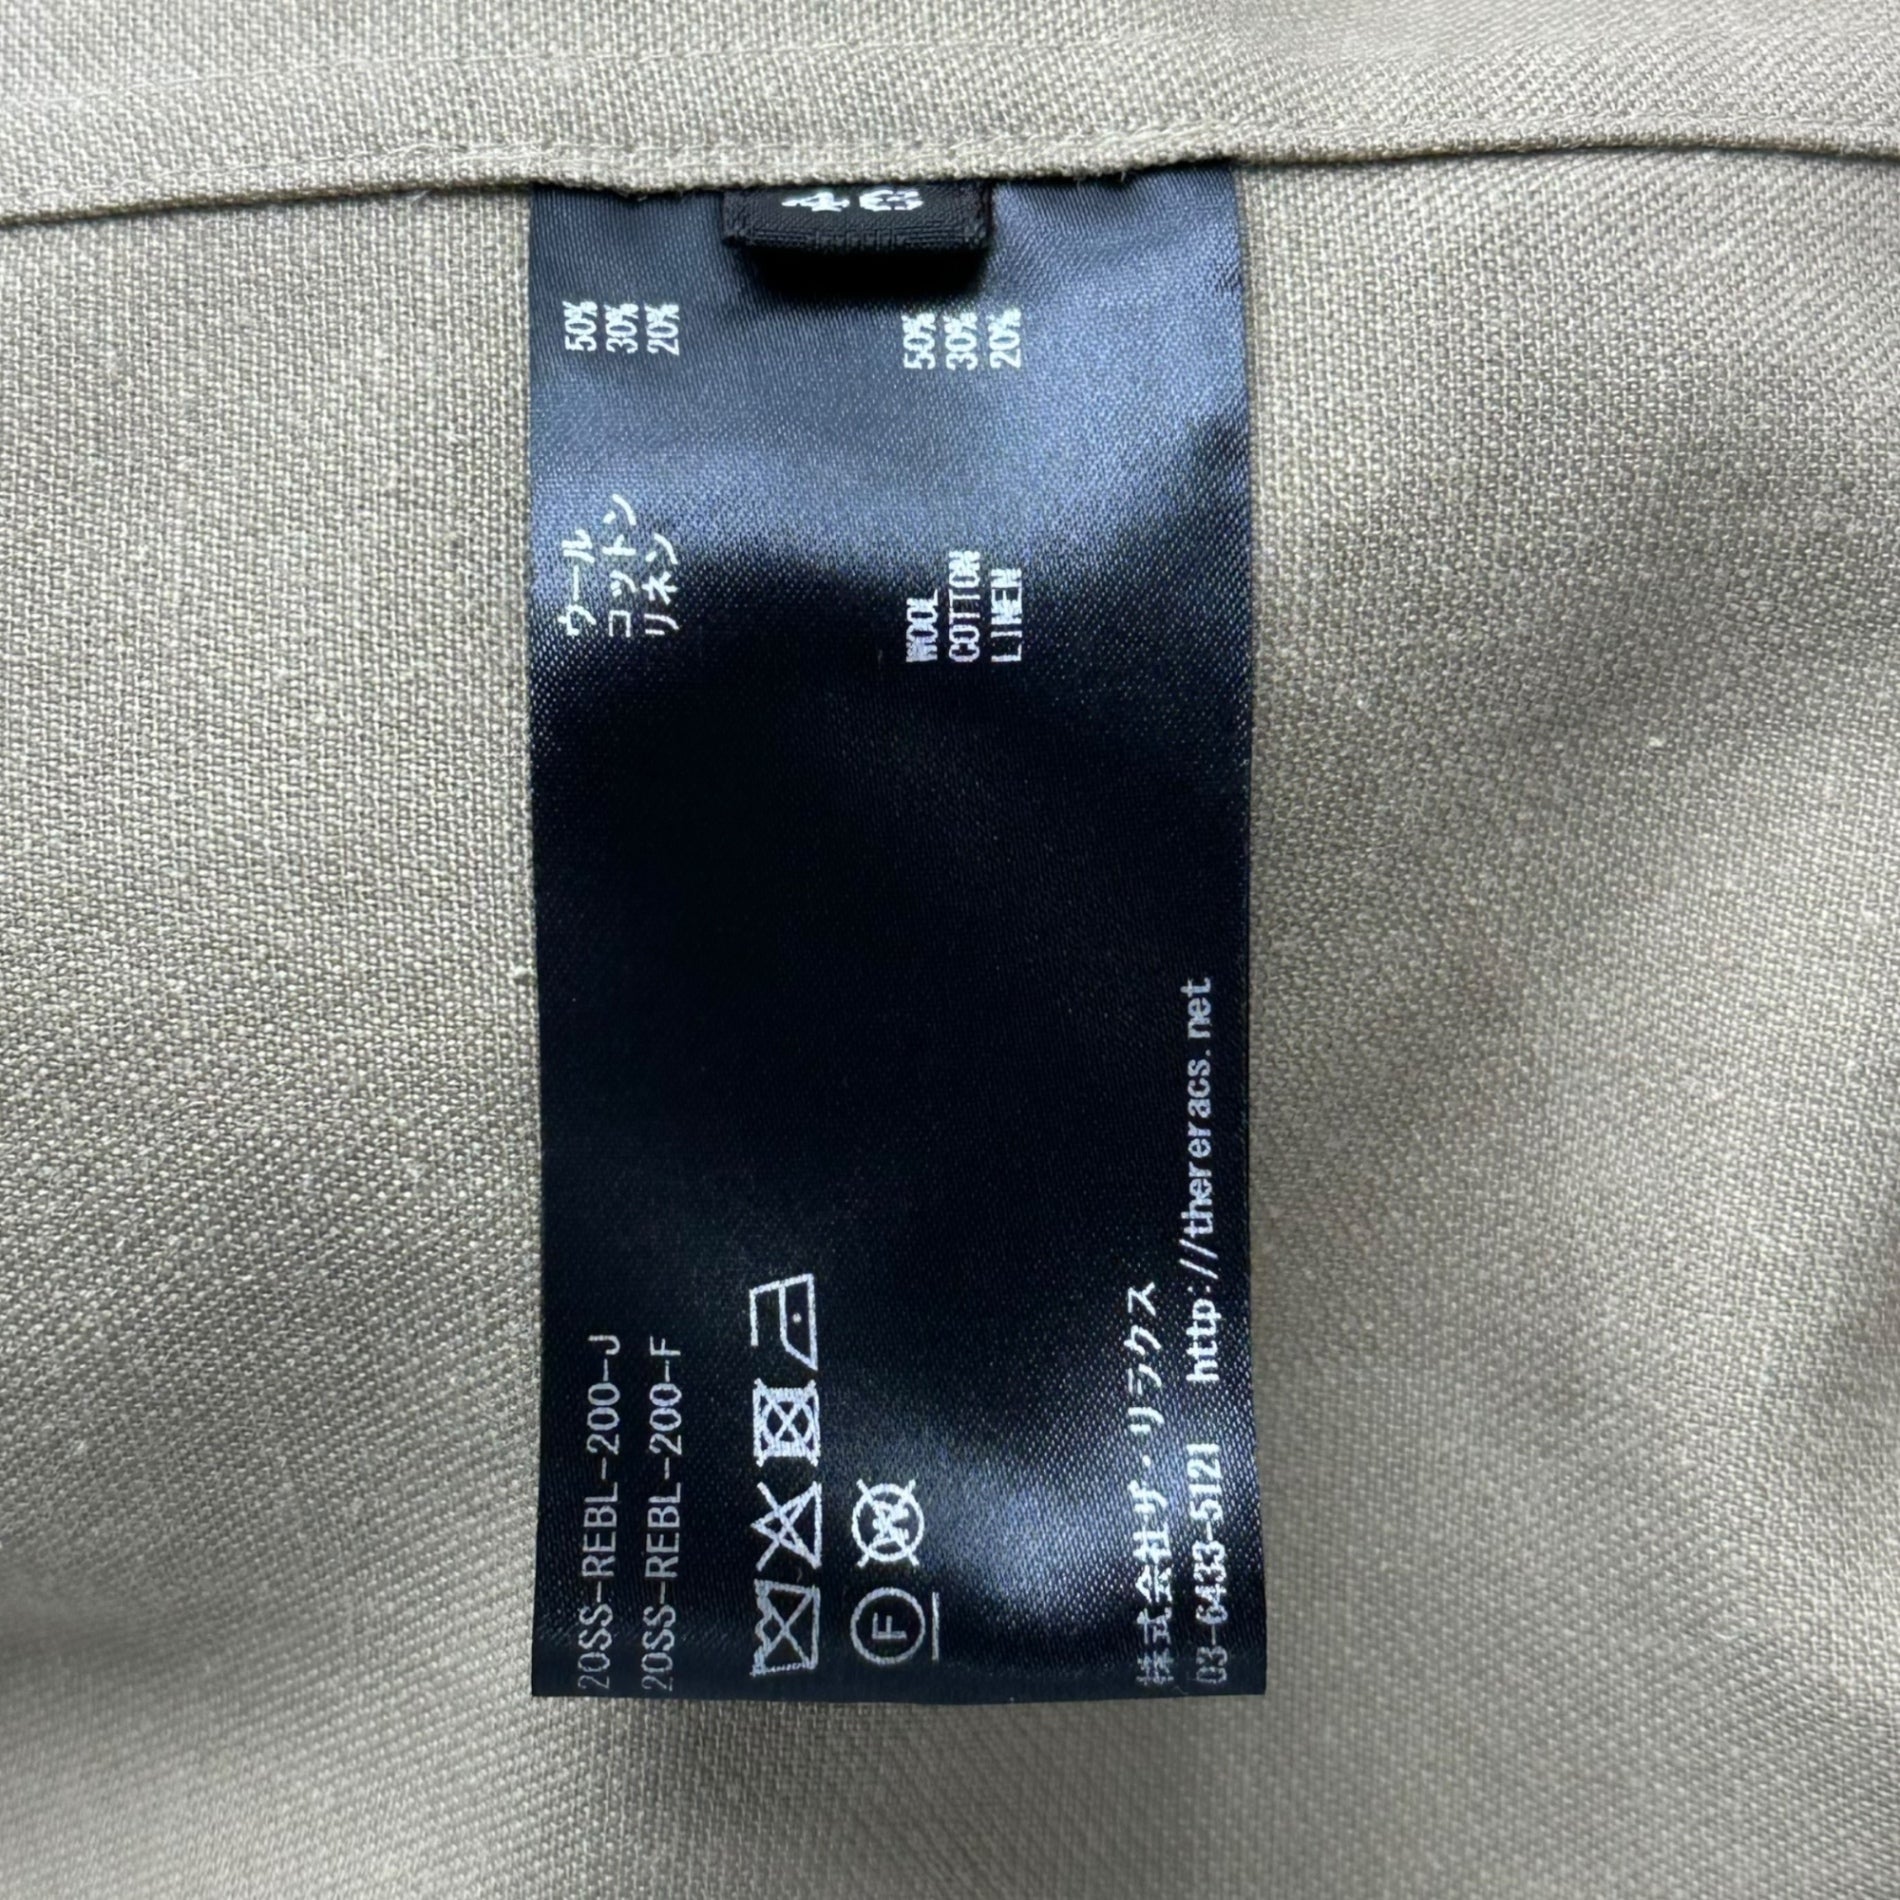 20SS-REBL-200-J
20SS-REBL-200-F
ウール 50%
コットン 30%
リネン 20%
F
W
WOOL 50%
COTTON 30%
LINEN 20%
株式会社ザ・リラクス
03-6433-5121 http://thereracs.net